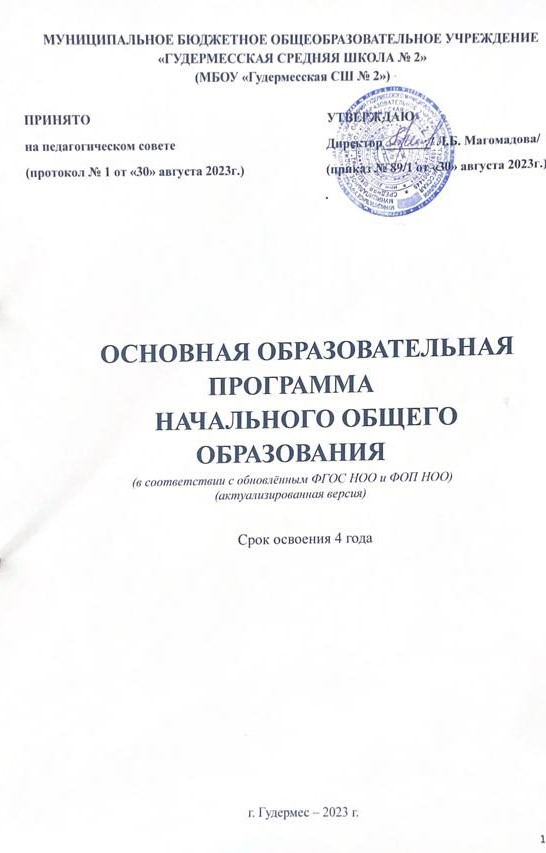 МУНИЦИПАЛЬНОЕ БЮДЖЕТНОЕ ОБЩЕОБРАЗОВАТЕЛЬНОЕ УЧРЕЖДЕНИЕ
«ГУДЕРМЕССКАЯ СРЕДНЯЯ ШКОЛА № 2»
(МБОУ «Гудермесская СШ № 2»)
ПРИНЯТО
на педагогическом совете
(протокол № 1 от «30» августа 2023г.)
УТВЕРЖДАЮ
Директор Л.Б. Магомадова/
(приказ № 89/1 от «30» августа 2023г.)
ОСНОВНАЯ ОБРАЗОВАТЕЛЬНАЯ
ПРОГРАММА
НАЧАЛЬНОГО ОБЩЕГО
ОБРАЗОВАНИЯ
(в соответствии с обновлённым ФГОС НОО и ФОП НОО)
(актуализированная версия)
Срок освоения 4 года
г. Гудермес – 2023 г.
1